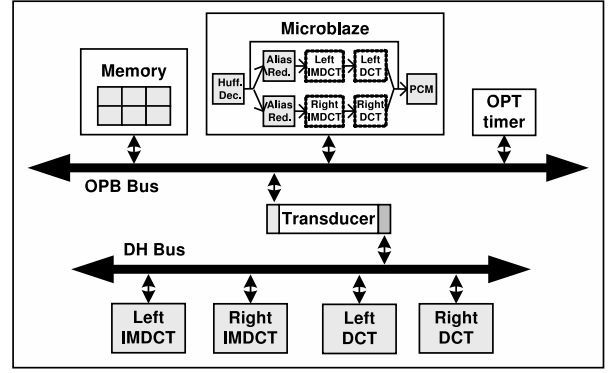 Microblaze
Memory
Huff.
Dec.
Alias
Red.
Left
IMDCT
Left
DCT
Alias
Red.
Right
IMDCT
Right
DCT
PCM
OPT
timer
OPB Bus
Transducer
DH Bus
Left
IMDCT
Right
IMDCT
Left
DCT
Right
DCT